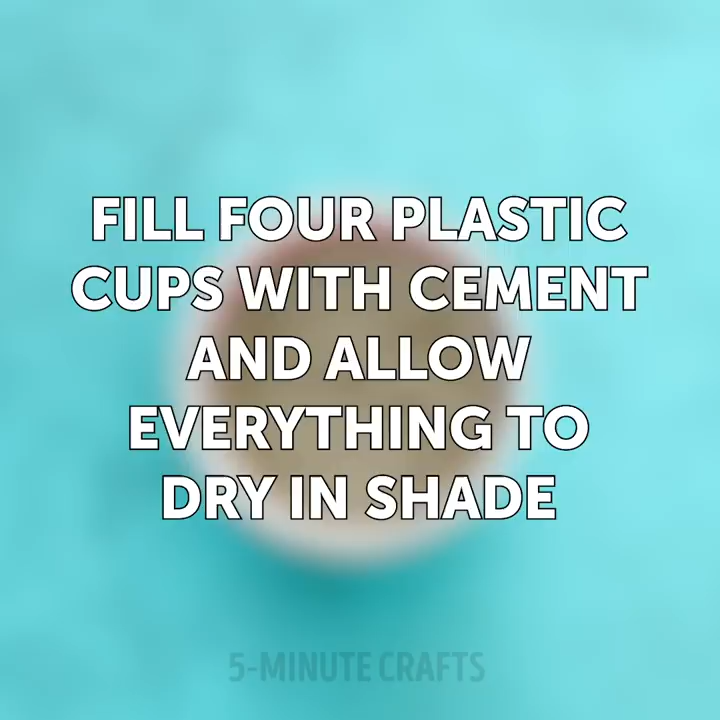 FILL FOUR PLASTIC
CUPS WITH CEMENT
AND ALLOW
EVERYTHING TO
DRY IN SHADE
5-MINUTE CRAFTS